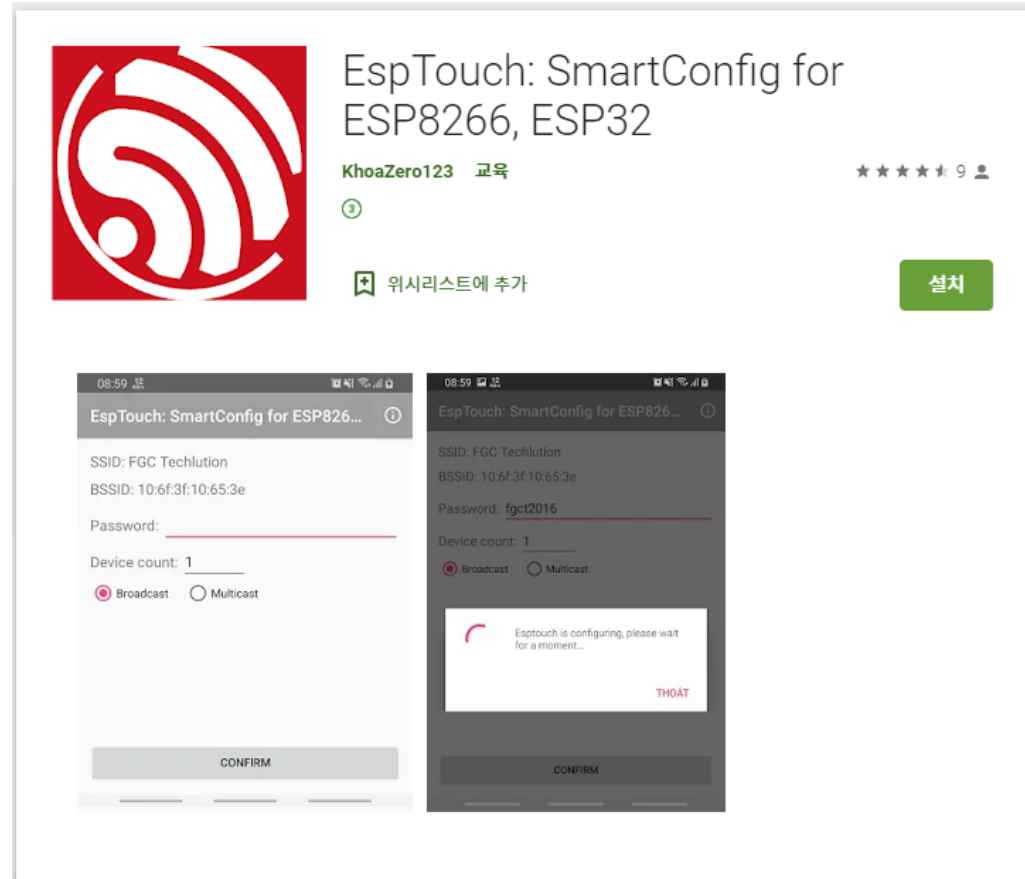 EspTouch: SmartConfig for
ESP8266, ESP32
KhoaZero123 교육
9
3
위시리스트에 추가
설치
08:59
EspTouch: SmartConfig for ESP826...
SSID: FGC Techlution
BSSID: 10:6f:3f:10:65:3e
Password:
Device count: 1
Broadcast Multicast
CONFIRM
08:59
EspTouch: SmartConfig for ESP826...
SSID: FGC Techlution
BSSID: 10:6f:3f:10:65:3e
Password: fgct2016
Device count: 1
Broadcast Multicast
Esptouch is configuring, please wait
for a moment...
THOÁT
CONFIRM